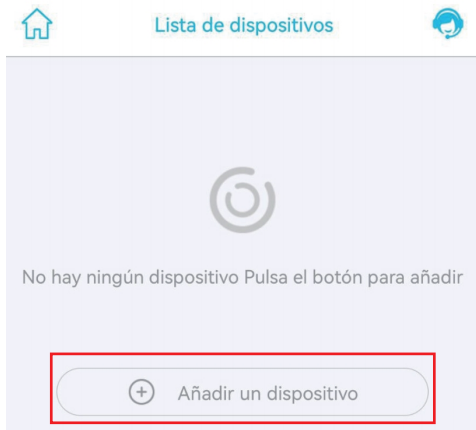 Lista de dispositivos
No hay ningún dispositivo Pulsa el botón para añadir
Añadir un dispositivo